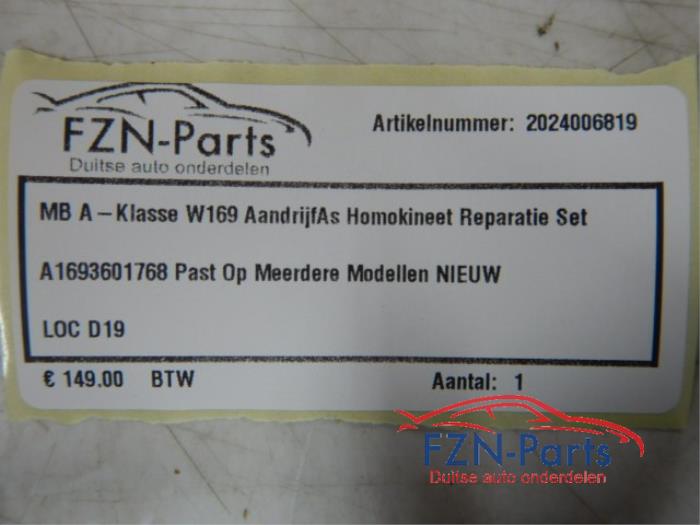 FZN-Parts
Duitse auto onderdelen
Artikelnummer: 2024006819
MB A – Klasse W169 AandrijfAs Homokineet Reparatie Set
A1693601768 Past Op Meerdere Modellen NIEUW
LOC D19
€ 149.00 BTW Aantal: 1
FZN-Parts
Duitse auto onderdelen